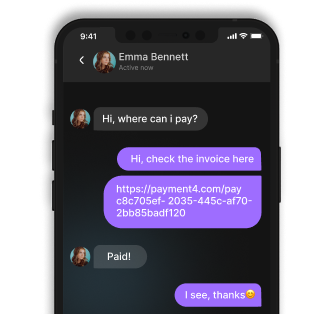 9:41
Emma Bennett
Active now
Hi, where can i pay?
Hi, check the invoice here
https://payment4.com/pay
c8c705ef- 2035-445c-af70-
2bb85badf120
Paid!
I see, thanks😊